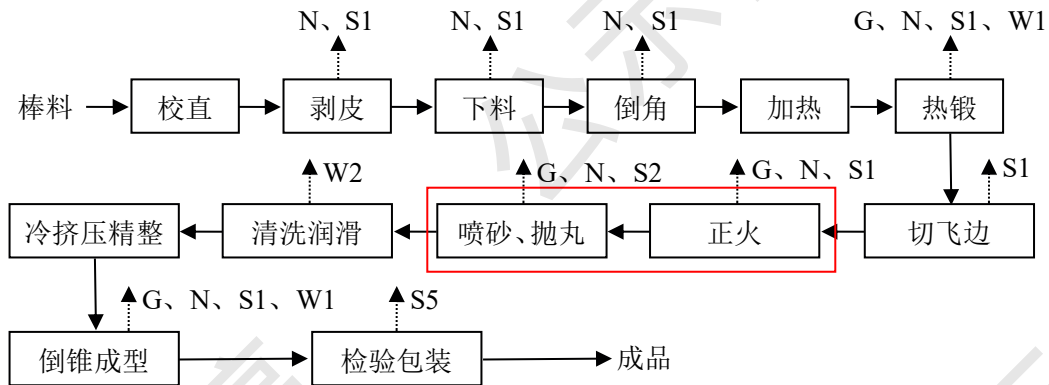 N、S1 N、S1 N、S1 G、N、S1、W1
棒料 校直 剥皮 下料 倒角 加热 热锻
W2 G、N、S2 G、N、S1 S1
冷挤压精整 清洗润滑 喷砂、抛丸 正火 切飞边
G、N、S1、W1 S5
倒锥成型 检验包装 成品
公示